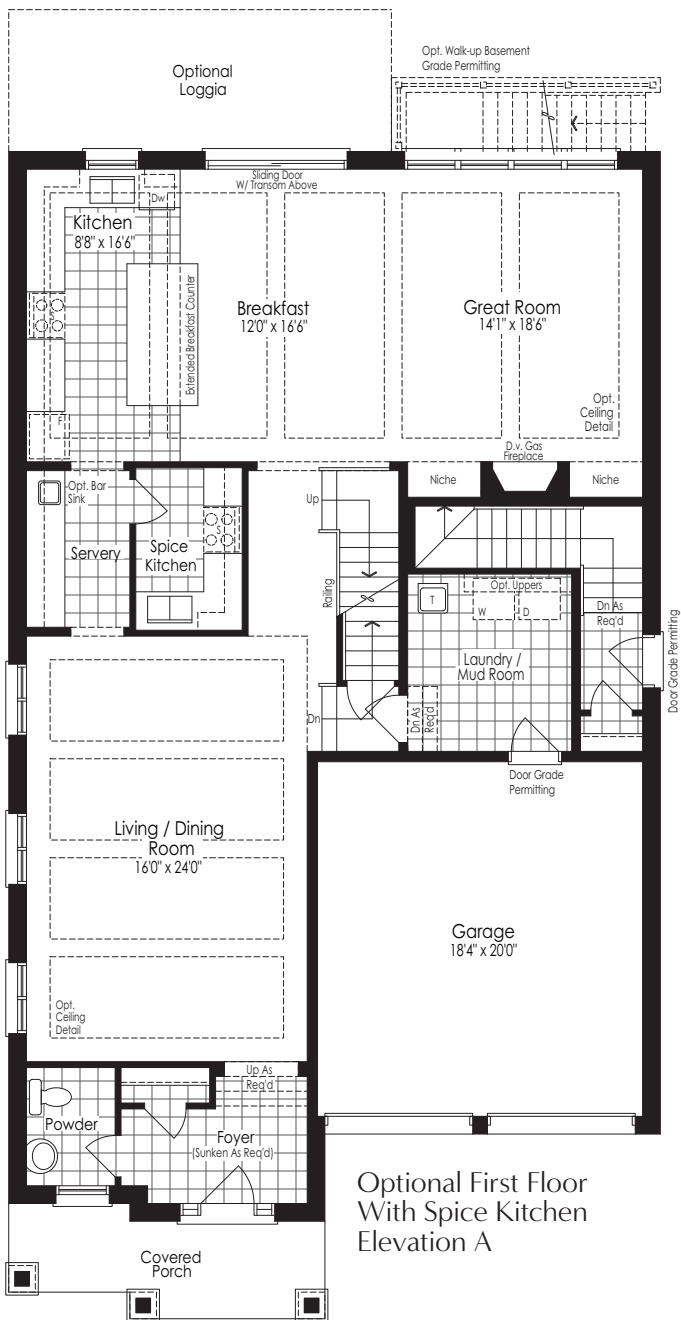 Optional
Loggia
Opt. Walk-up Basement
Grade Permitting
Sliding Door
W/ Transom Above
Dw
Kitchen
8'8" x 16'6"
Extended Breakfast Counter
Breakfast
12'0" x 16'6"
Great Room
14'1" x 18'6"
Opt.
Ceiling
Detail
F
D.v. Gas
Fireplace
Niche
Niche
Opt. Bar
Sink
Up
S
Servery
Spice
Kitchen
Railing
Opt. Uppers
T
W
D
Dn As
Req'd
Laundry /
Mud Room
Door Grade Permitting
Dn
Dn As
Req'd
Door Grade
Permitting
Living / Dining
Room
16'0" x 24'0"
Garage
18'4" x 20'0"
Opt.
Ceiling
Detail
Up As
Req'd
Powder
Foyer
(Sunken As Req'd)
Optional First Floor
With Spice Kitchen
Elevation A
Covered
Porch